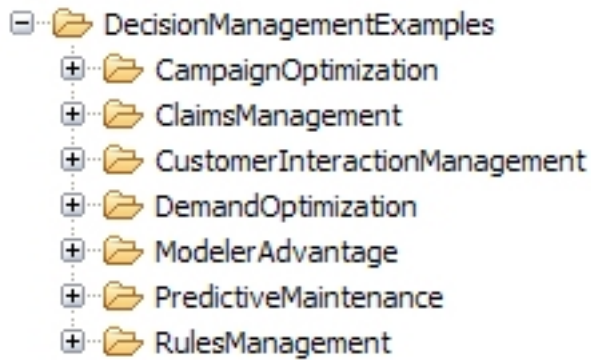 DecisionManagementExamples
CampaignOptimization
ClaimsManagement
CustomerInteractionManagement
DemandOptimization
ModelerAdvantage
PredictiveMaintenance
RulesManagement